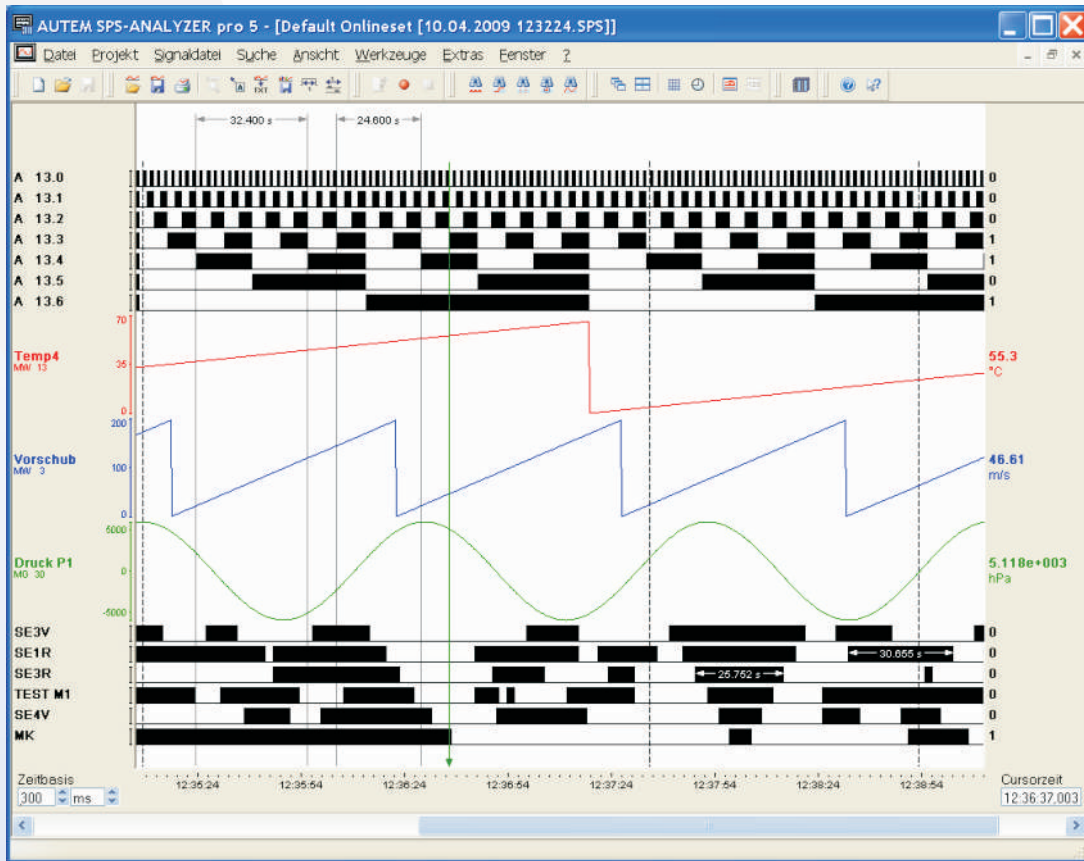 AUTEM SPS-ANALYZER pro 5 - [Default Onlineset [10.04.2009 123224.SPS]]
Datei Projekt Signaldatei Suche Ansicht Werkzeuge Extras Fenster ?
32.400 s 24.600 s
A 13.0 0
A 13.1 0
A 13.2 0
A 13.3 1
A 13.4 1
A 13.5 0
A 13.6 1
70
Temp4 35 55.3
MW 13 °C
0
200
Vorschub 100 46.61
MW 3 m/s
0
5000
Druck P1 0 5.118e+003
MG 30 hPa
-5000
SE3V 0
SE1R 30.655 s 0
SE3R 25.752 s 0
TEST M1 0
SE4V 0
MK 1
Zeitbasis 12:35:24 12:35:54 12:36:24 12:36:54 12:37:24 12:37:54 12:38:24 12:38:54 Cursorzeit
300 ms 12:36:37,003